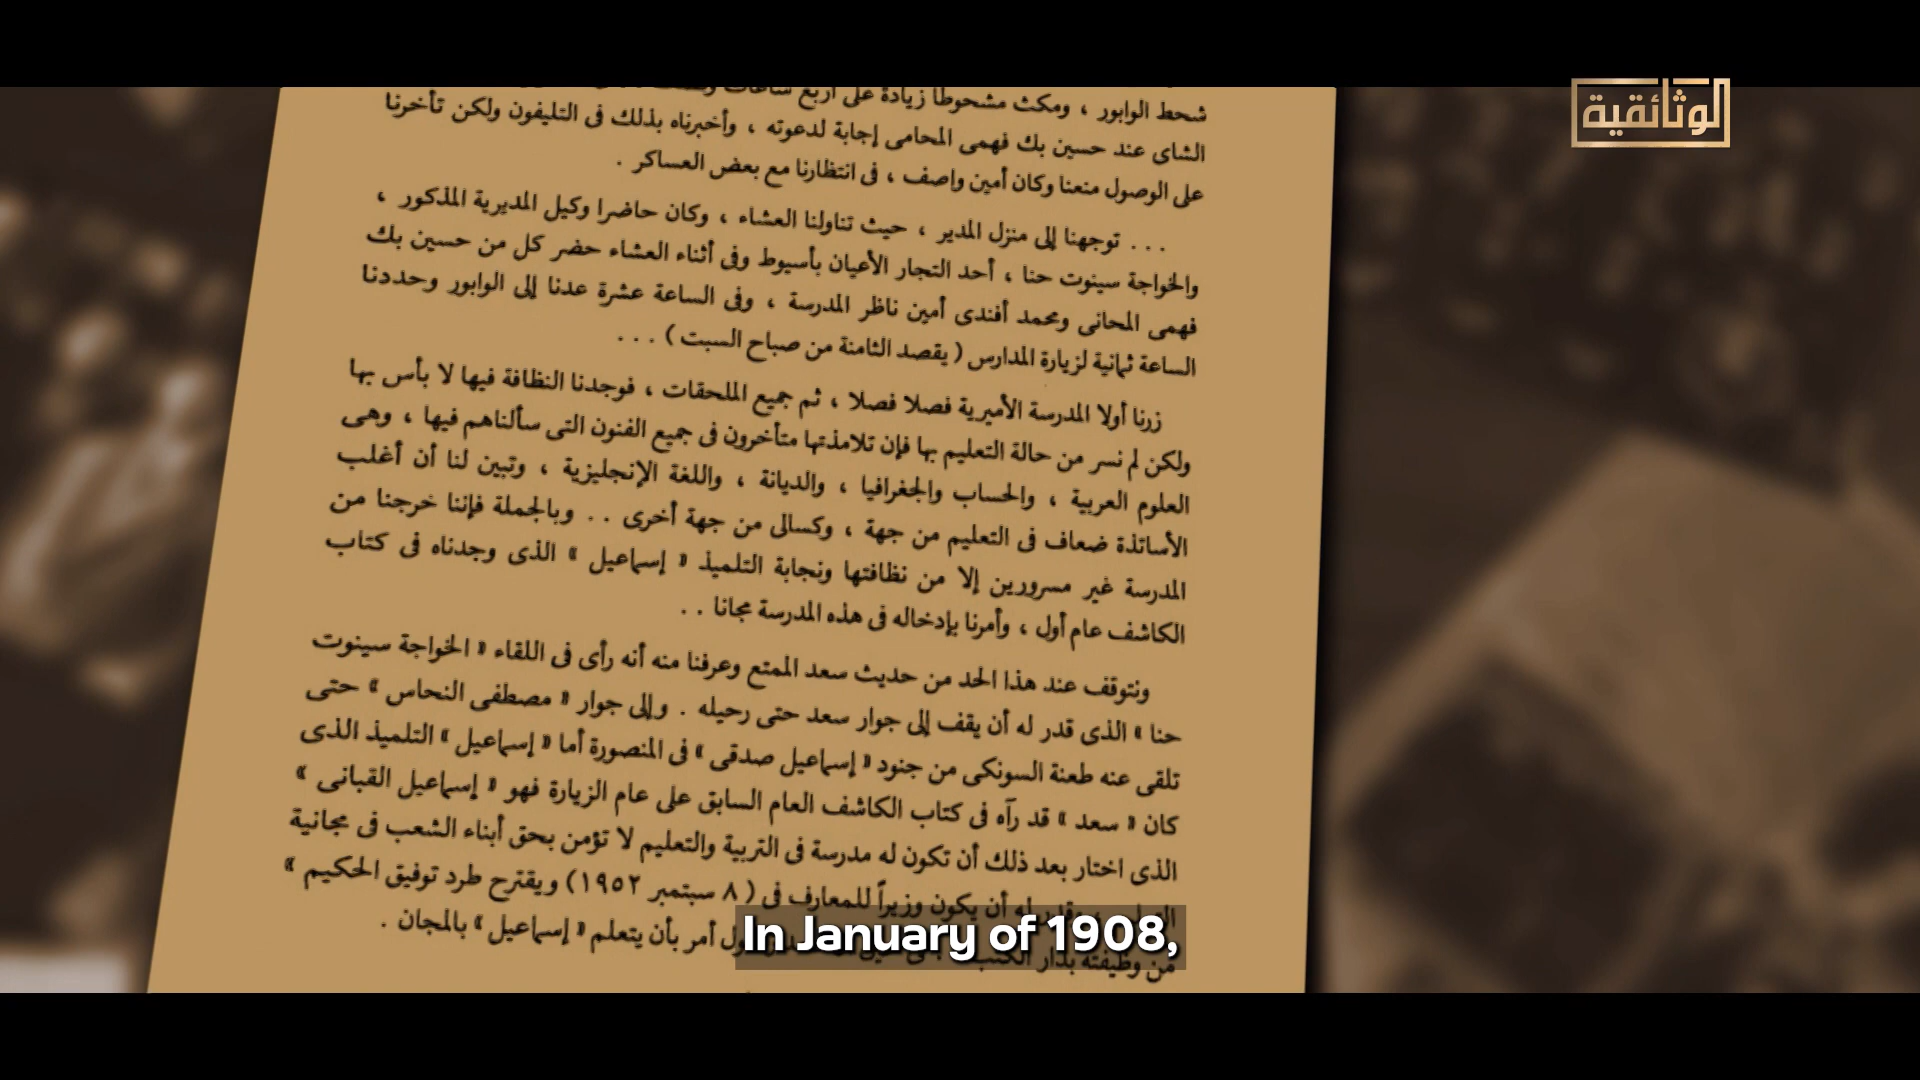 الوثائقية
شحط الوابور ، ومكث مشحوطا زيادة على أربع ساعات
الشاى عند حسين بك فهمى المحامى إجابة لدعوته ، وأخبرناه بذلك فى التليفون ولكن تأخرنا
على الوصول منعنا وكان أمين واصف ، فى انتظارنا مع بعض العساكر .
... توجهنا إلى منزل المدير ، حيث تناولنا العشاء ، وكان حاضرا وكيل المديرية المذكور ،
والخواجة سينوت حنا ، أحد التجار الأعيان بأسيوط وفى أثناء العشاء حضر كل من حسين بك
فهمى المحانى ومحمد أفندى أمين ناظر المدرسة ، وفى الساعة عشرة عدنا إلى الوابور وحددنا
الساعة ثمانية لزيارة المدارس ( يقصد الثامنة من صباح السبت ) ...
زرنا أولا المدرسة الأميرية فصلا فصلا ، ثم جميع الملحقات ، فوجدنا النظافة فيها لا بأس بها
ولكن لم نسر من حالة التعليم بها فإن تلامذتها متأخرون فى جميع الفنون التى سألناهم فيها ، وهى
العلوم العربية ، والحساب والجغرافيا ، والديانة ، واللغة الإنجليزية ، وتبين لنا أن أغلب
الأساتذة ضعاف فى التعليم من جهة ، وكسالى من جهة أخرى .. وبالجملة فإننا خرجنا من
المدرسة غير مسرورين إلا من نظافتها ونجابة التلميذ « إسماعيل » الذى وجدناه فى كتاب
الكاشف عام أول ، وأمرنا بإدخاله فى هذه المدرسة مجانا ..
ونتوقف عند هذا الحد من حديث سعد الممتع وعرفنا منه أنه رأى فى اللقاء « الخواجة سينوت
حنا » الذى قدر له أن يقف إلى جوار سعد حتى رحيله . وإلى جوار « مصطفى النحاس » حتى
تلقى عنه طعنة السونكى من جنود « إسماعيل صدقى » فى المنصورة أما « إسماعيل » التلميذ الذى
كان « سعد » قد رآه فى كتاب الكاشف العام السابق على عام الزيارة فهو « إسماعيل القبانى »
الذى اختار بعد ذلك أن تكون له مدرسة فى التربية والتعليم لا تؤمن بحق أبناء الشعب فى مجانية
له أن يكون وزيراً للمعارف فى ( ٨ سبتمبر ١٩٥٢ ) ويقترح طرد توفيق الحكيم »
من وظيفته بدار الكتب أمر بأن يتعلم « إسماعيل » بالمجان .
In January of 1908,